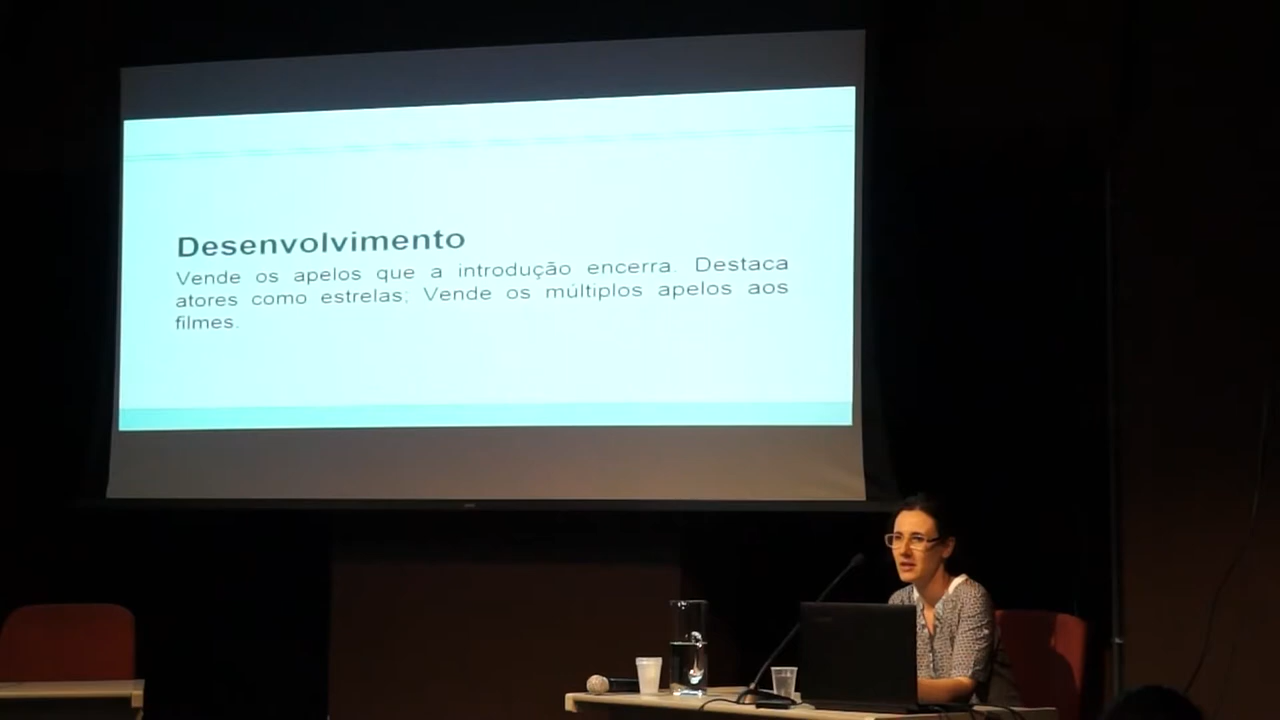 Desenvolvimento
Vende os apelos que a introdução encerra. Destaca
atores como estrelas; Vende os múltiplos apelos aos
filmes.